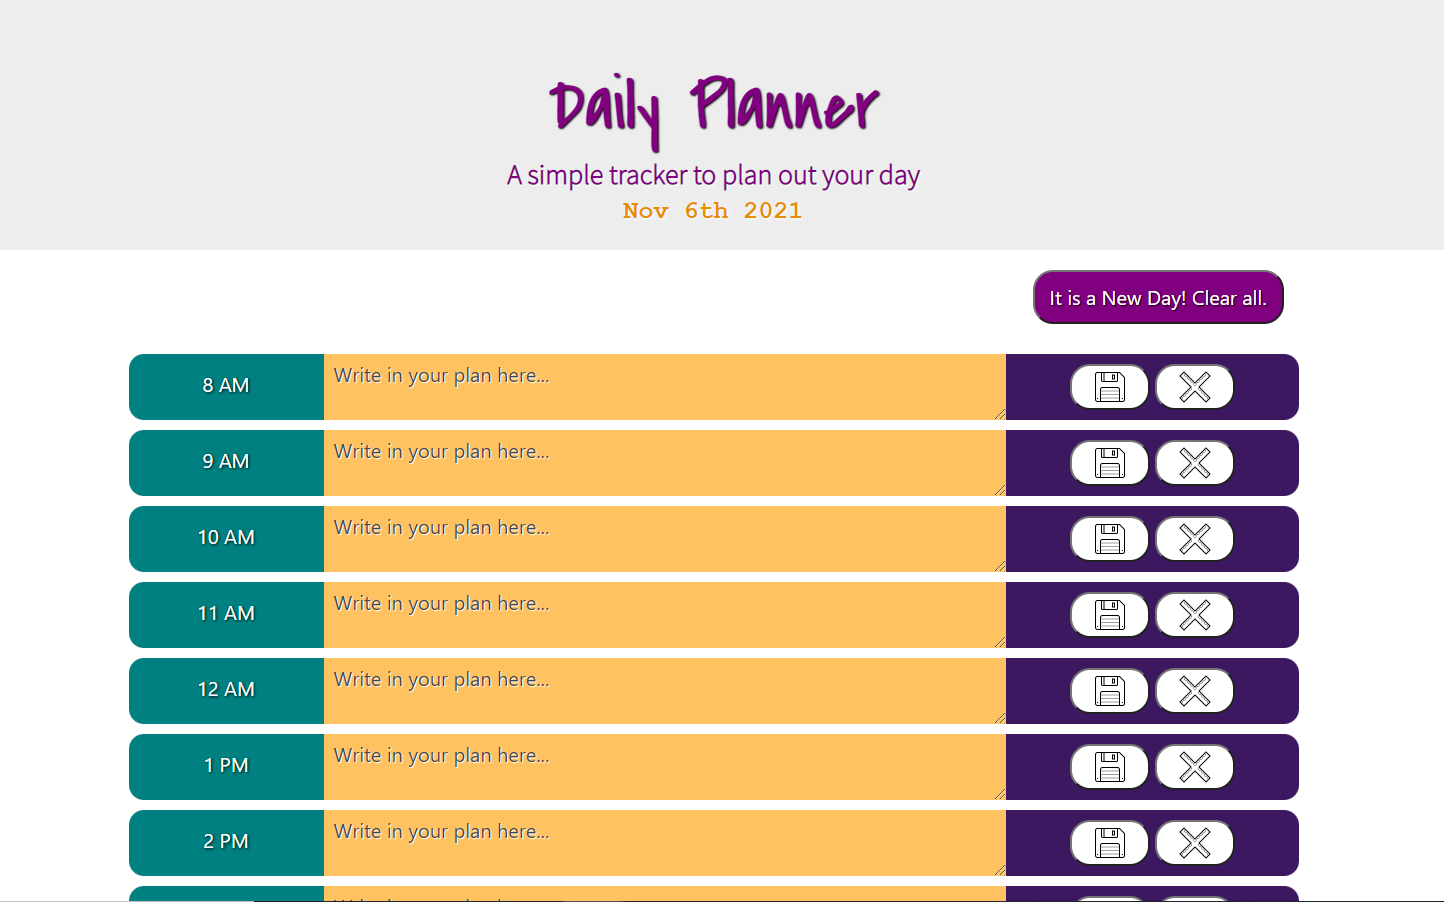 Daily Planner
A simple tracker to plan out your day
Nov 6th 2021
It is a New Day! Clear all.
8 AM Write in your plan here...
9 AM Write in your plan here...
10 AM Write in your plan here...
11 AM Write in your plan here...
12 AM Write in your plan here...
1 PM Write in your plan here...
2 PM Write in your plan here...